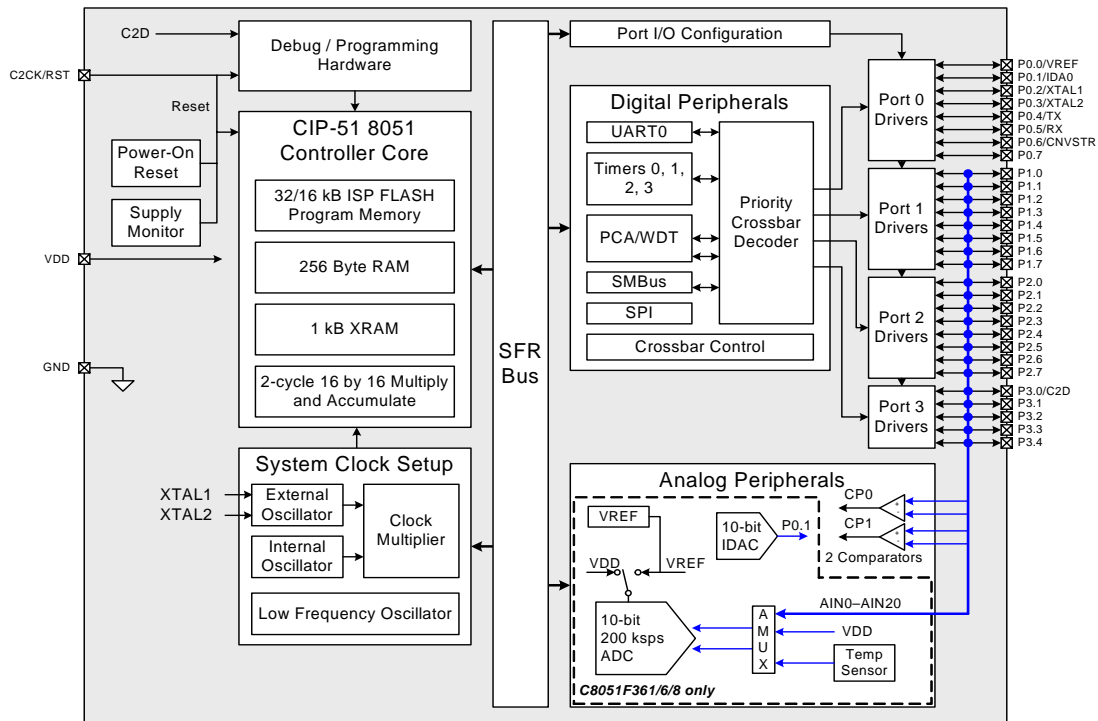 C2D
C2CK/RST
Reset
Power-On
Reset
Supply
Monitor
VDD
GND
Debug / Programming
Hardware
CIP-51 8051
Controller Core
32/16 kB ISP FLASH
Program Memory
256 Byte RAM
1 kB XRAM
2-cycle 16 by 16 Multiply
and Accumulate
System Clock Setup
XTAL1
XTAL2
External
Oscillator
Internal
Oscillator
Clock
Multiplier
Low Frequency Oscillator
SFR
Bus
Port I/O Configuration
Digital Peripherals
UART0
Timers 0, 1,
2, 3
PCA/WDT
SMBus
SPI
Priority
Crossbar
Decoder
Crossbar Control
Port 0
Drivers
Port 1
Drivers
Port 2
Drivers
Port 3
Drivers
P0.0/VREF
P0.1/IDA0
P0.2/XTAL1
P0.3/XTAL2
P0.4/TX
P0.5/RX
P0.6/CNVSTR
P0.7
P1.0
P1.1
P1.2
P1.3
P1.4
P1.5
P1.6
P1.7
P2.0
P2.1
P2.2
P2.3
P2.4
P2.5
P2.6
P2.7
P3.0/C2D
P3.1
P3.2
P3.3
P3.4
Analog Peripherals
VREF
VDD
VREF
10-bit
IDAC
P0.1
CP0
+
-
CP1
+
-
2 Comparators
10-bit
200 ksps
ADC
A
M
U
X
AIN0–AIN20
VDD
Temp
Sensor
C8051F361/6/8 only